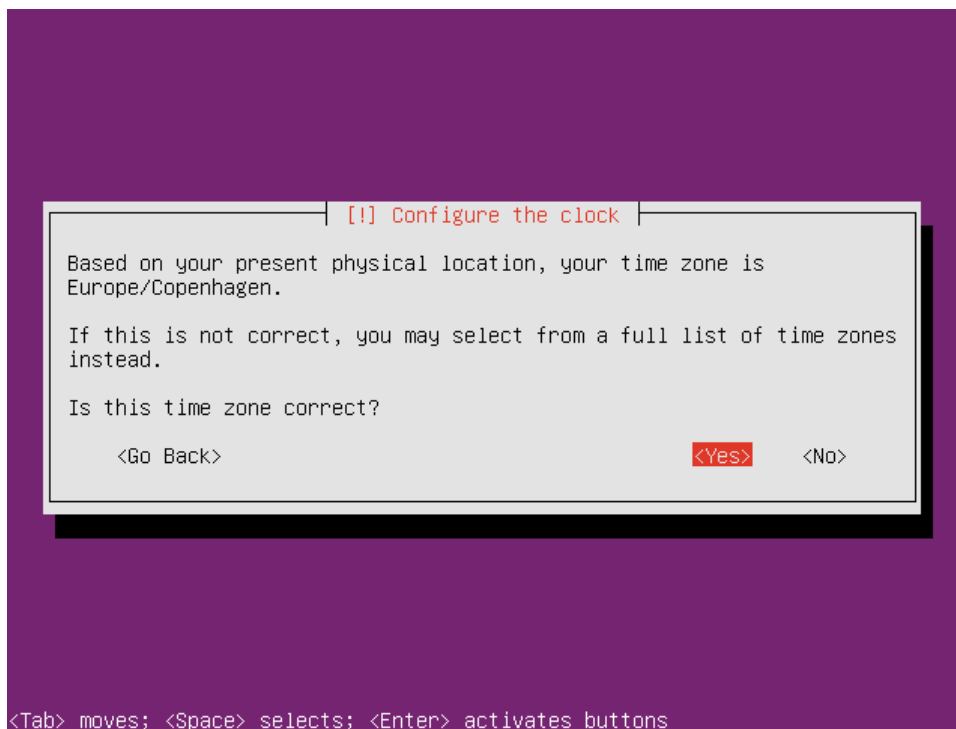 [!] Configure the clock
Based on your present physical location, your time zone is
Europe/Copenhagen.
If this is not correct, you may select from a full list of time zones
instead.
Is this time zone correct?
<Go Back> <Yes> <No>
<Tab> moves; <Space> selects; <Enter> activates buttons